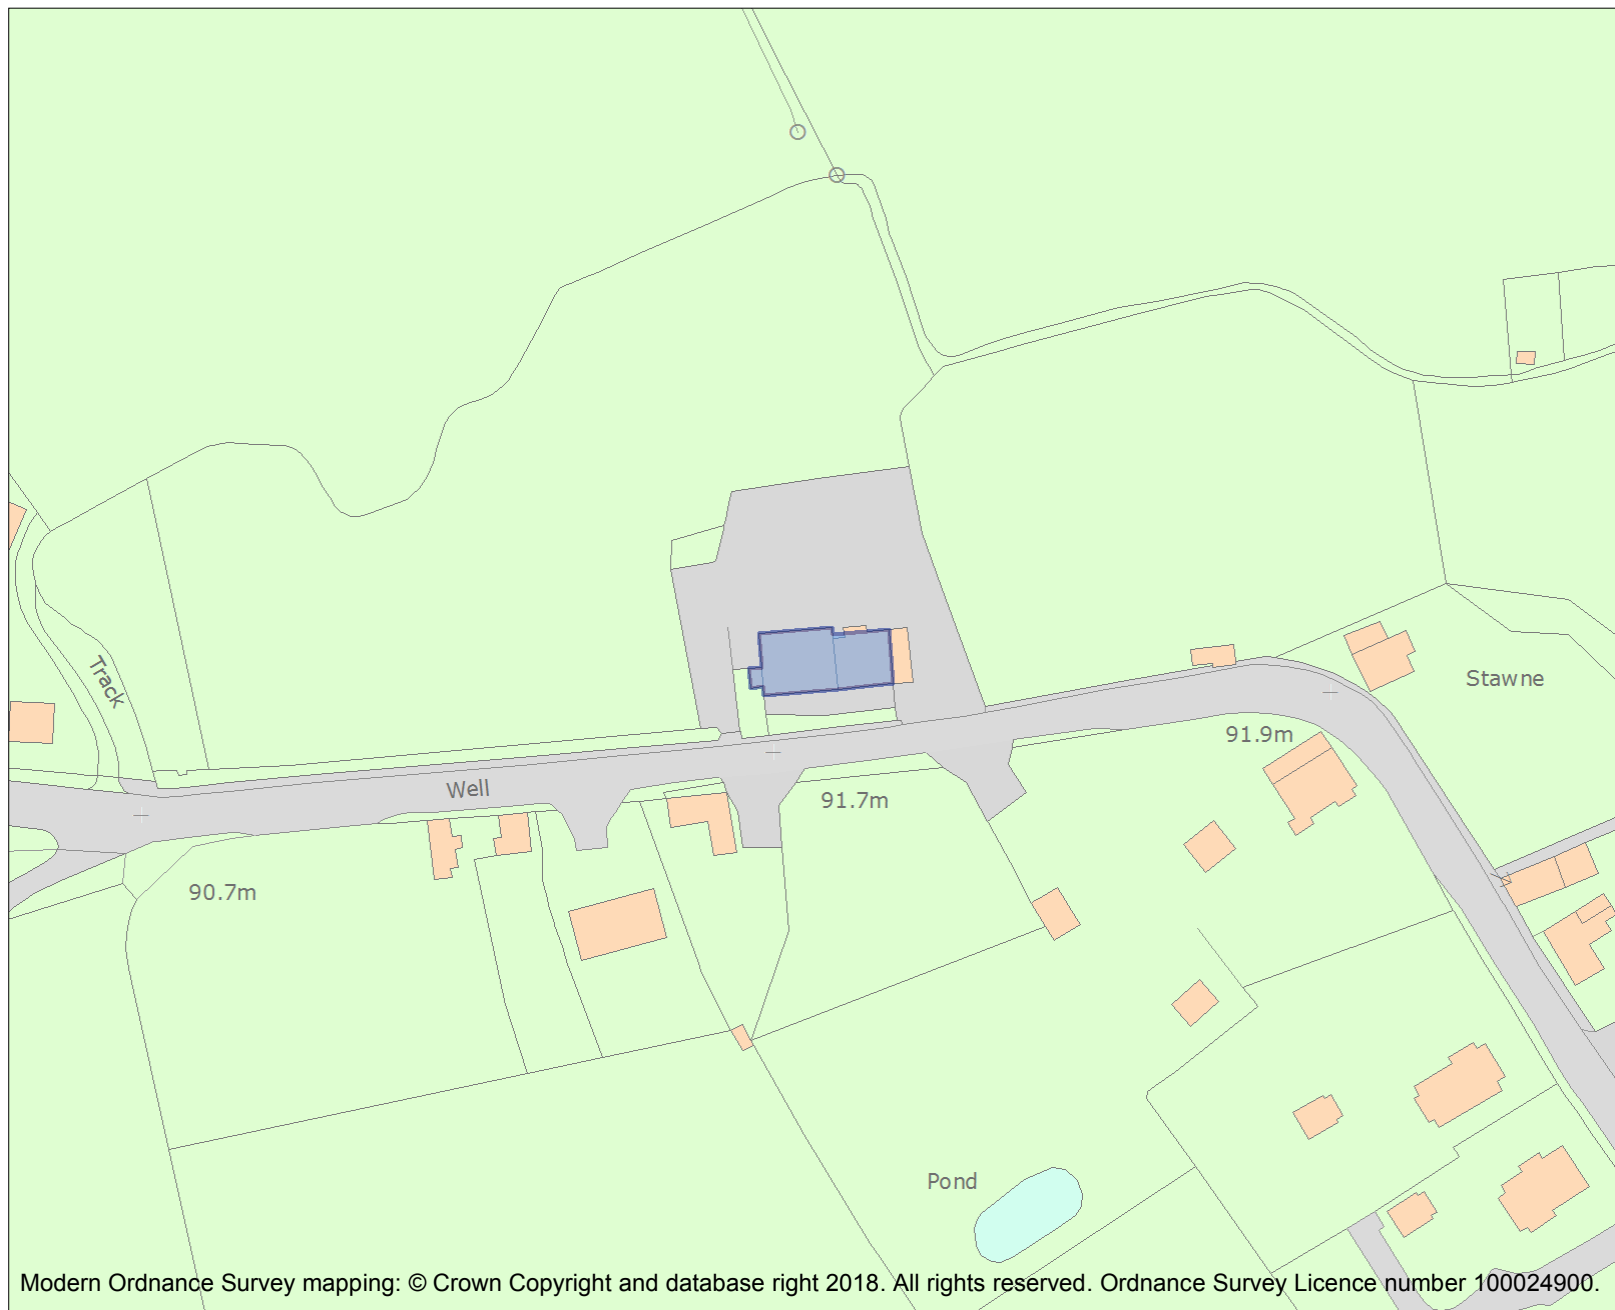 Track
Stawne
91.9m
Well
91.7m
90.7m
Pond
Modern Ordnance Survey mapping: © Crown Copyright and database right 2018. All rights reserved. Ordnance Survey Licence number 100024900.